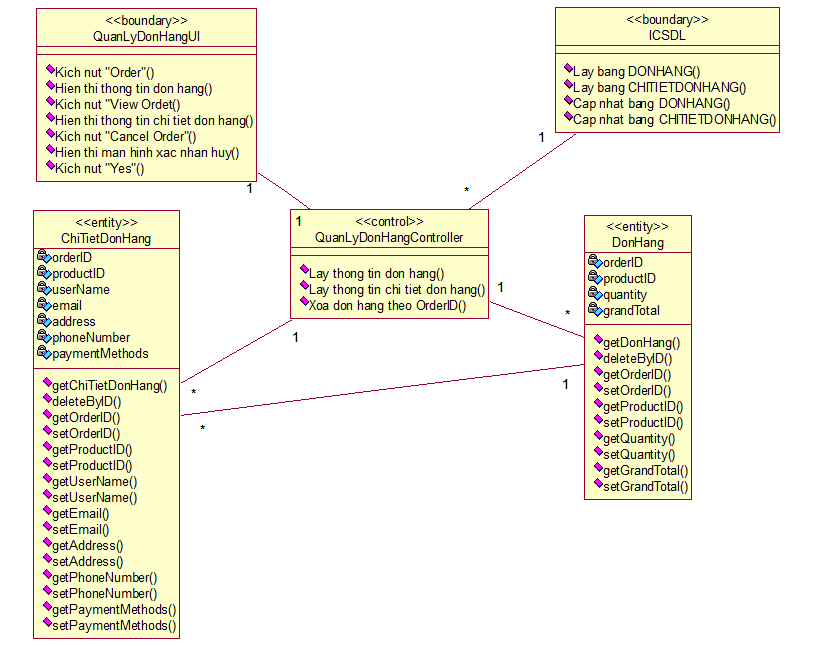 <<boundary>>
QuanLyDonHangUI
Kich nut "Order"()
Hien thi thong tin don hang()
Kich nut "View Ordet()
Hien thi thong tin chi tiet don hang()
Kich nut "Cancel Order"()
Hien thi man hinh xac nhan huy()
Kich nut "Yes"()
<<boundary>>
ICSDL
Lay bang DONHANG()
Lay bang CHITIETDONHANG()
Cap nhat bang DONHANG()
Cap nhat bang CHITIETDONHANG()
1
*
1
1
<<control>>
QuanLyDonHangController
Lay thong tin don hang()
Lay thong tin chi tiet don hang()
Xoa don hang theo OrderID()
1
*
1
*
1
*
<<entity>>
ChiTietDonHang
orderID
productID
userName
email
address
phoneNumber
paymentMethods
getChiTietDonHang()
deleteByID()
getOrderID()
setOrderID()
getProductID()
setProductID()
getUserName()
setUserName()
getEmail()
setEmail()
getAddress()
setAddress()
getPhoneNumber()
setPhoneNumber()
getPaymentMethods()
setPaymentMethods()
<<entity>>
DonHang
orderID
productID
quantity
grandTotal
getDonHang()
deleteByID()
getOrderID()
setOrderID()
getProductID()
setProductID()
getQuantity()
setQuantity()
getGrandTotal()
setGrandTotal()